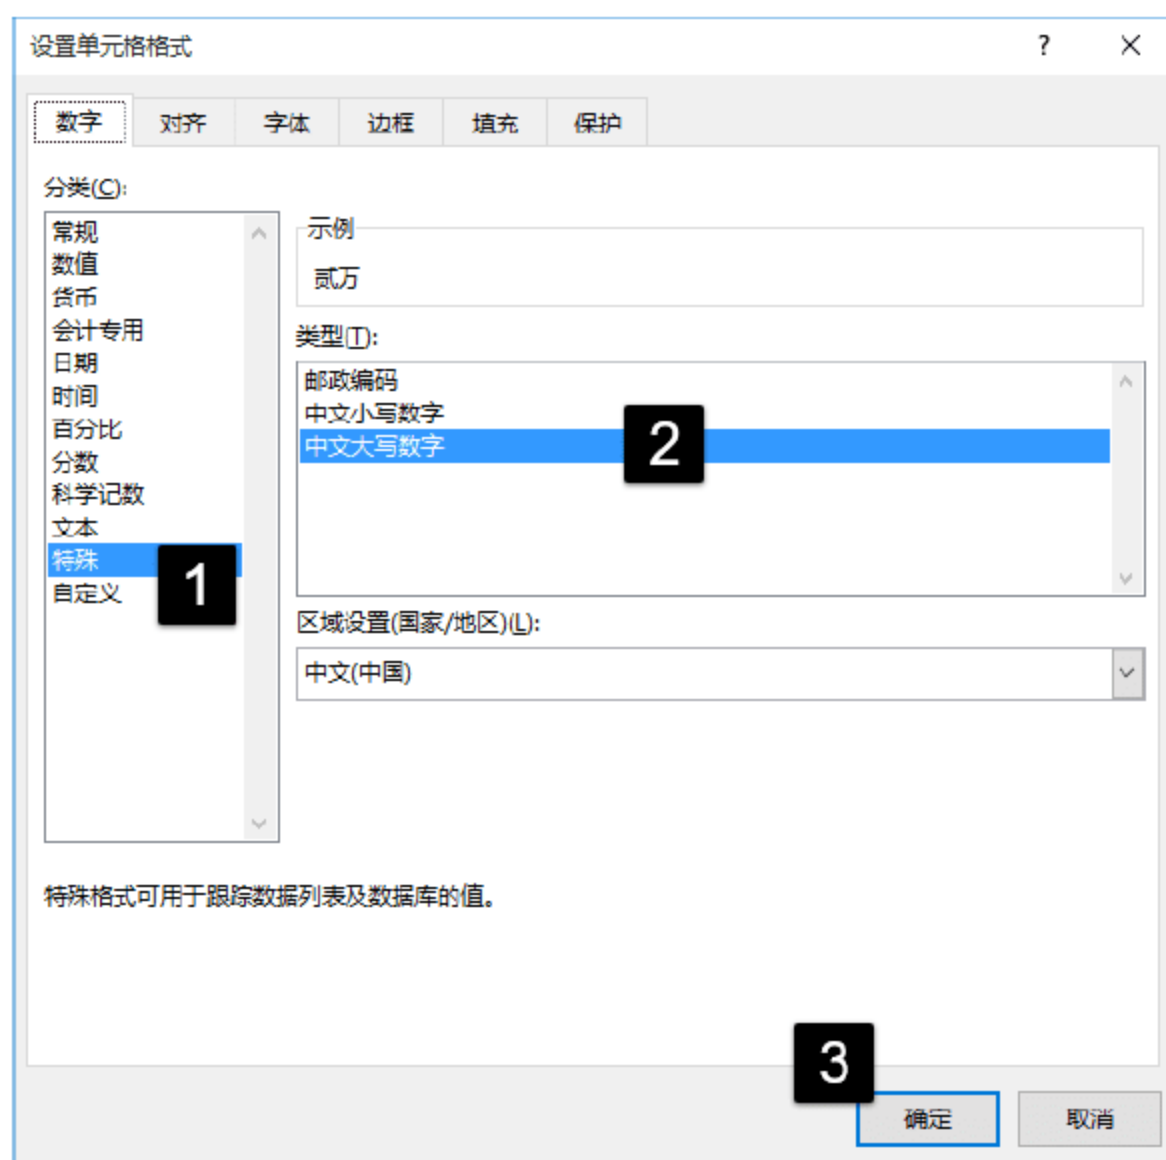 设置单元格格式 ?
数字 对齐 字体 边框 填充 保护
分类(C):
常规
数值
货币
会计专用
日期
时间
百分比
分数
科学记数
文本
特殊
自定义
1
示例
贰万
类型(T):
邮政编码
中文小写数字
中文大写数字
2
区域设置(国家/地区)(L):
中文(中国)
特殊格式可用于跟踪数据列表及数据库的值。
3
确定 取消